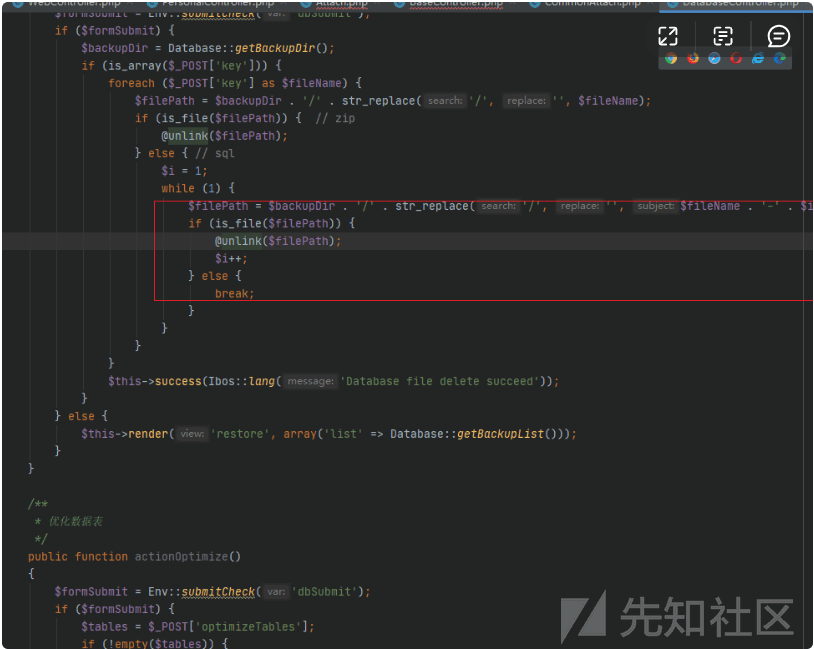 WebController.php PersonalController.php Attach.php BaseController.php CommonAttach.php DatabaseController.php
$formSubmit = Env::submitCheck( var: 'dbSubmit');
if ($formSubmit) {
$backupDir = Database::getBackupDir();
if (is_array($_POST['key'])) {
foreach ($_POST['key'] as $fileName) {
$filePath = $backupDir . '/' . str_replace( search: '/', replace: '', $fileName);
if (is_file($filePath)) { // zip
@unlink($filePath);
} else { // sql
$i = 1;
while (1) {
$filePath = $backupDir . '/' . str_replace( search: '/', replace: '', subject: $fileName . '-' . $i
if (is_file($filePath)) {
@unlink($filePath);
$i++;
} else {
break;
}
}
}
}
$this->success(Ibos::lang( message: 'Database file delete succeed'));
}
} else {
$this->render( view: 'restore', array('list' => Database::getBackupList()));
}
}
/**
* 优化数据表
*/
public function actionOptimize()
{
$formSubmit = Env::submitCheck( var: 'dbSubmit');
if ($formSubmit) {
$tables = $_POST['optimizeTables'];
if (!empty($tables)) {
先知社区